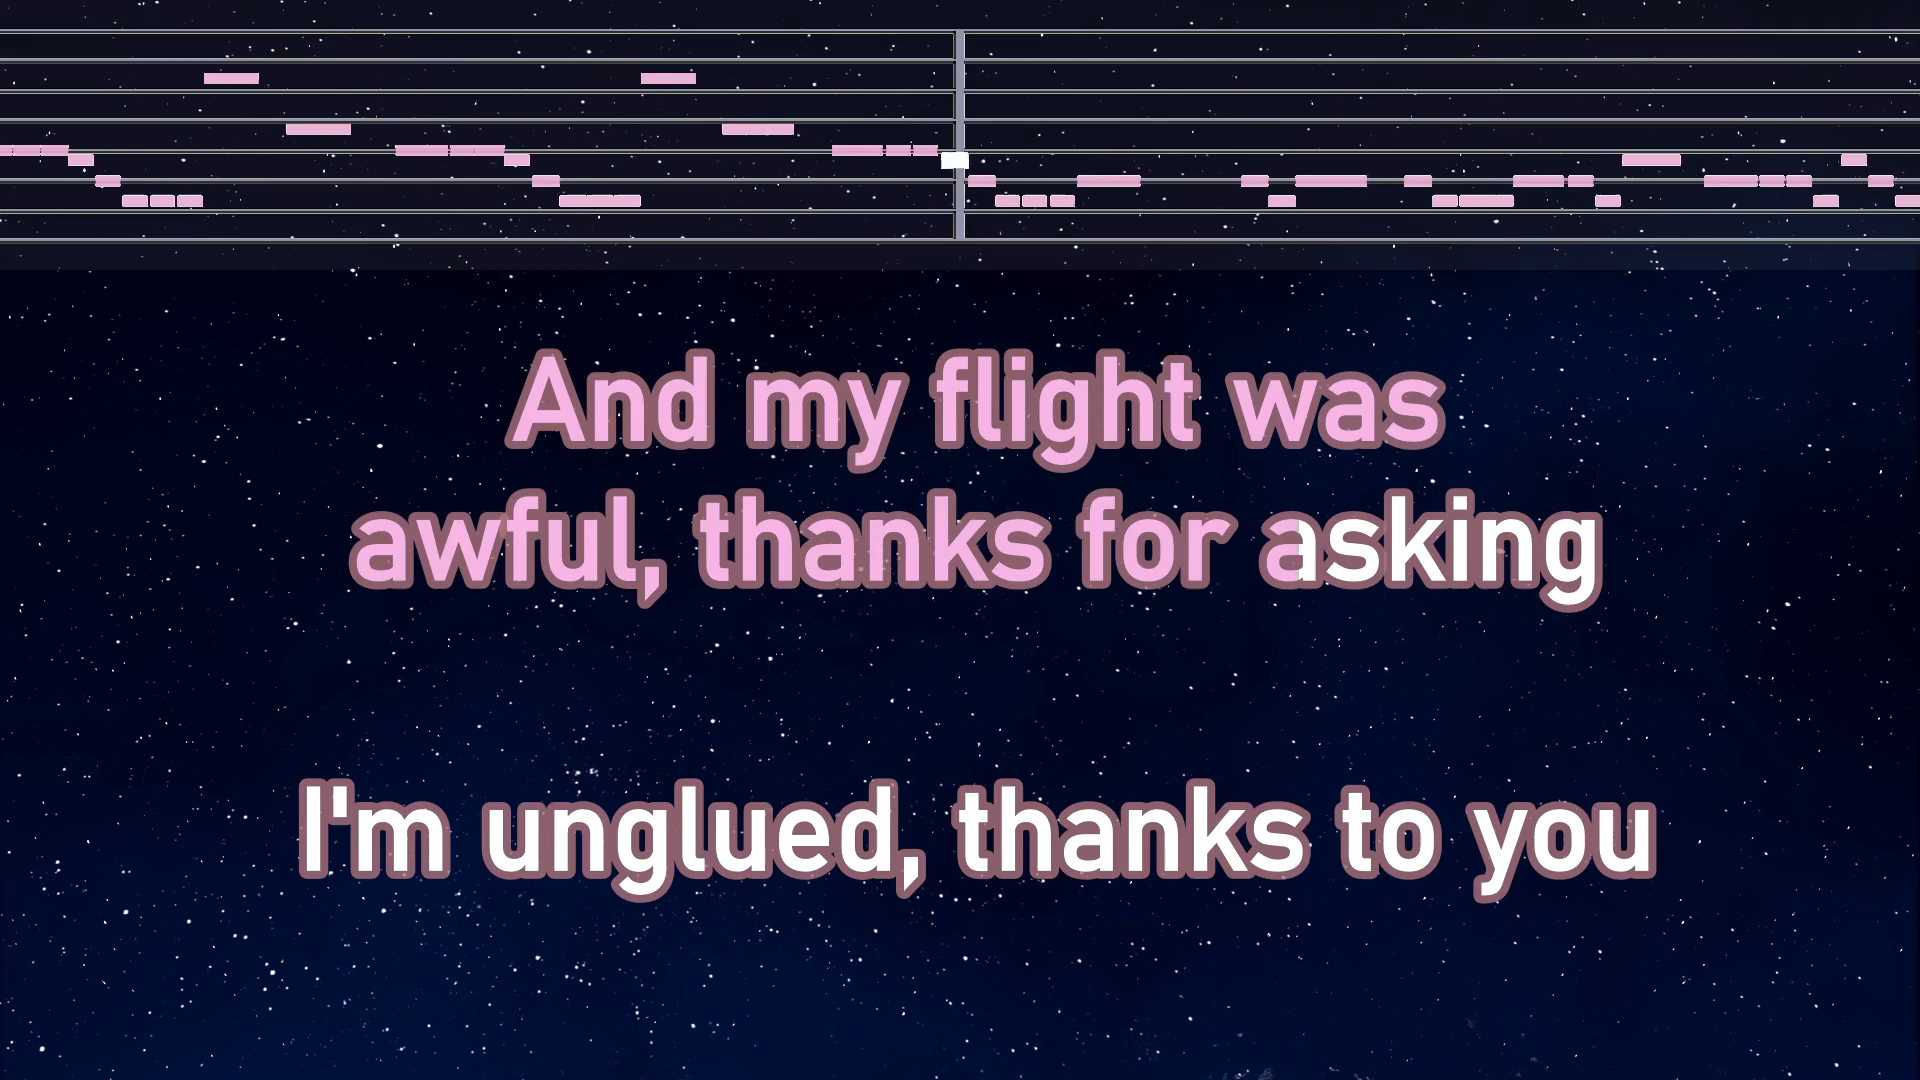 And my flight was
awful, thanks for asking
I'm unglued, thanks to you